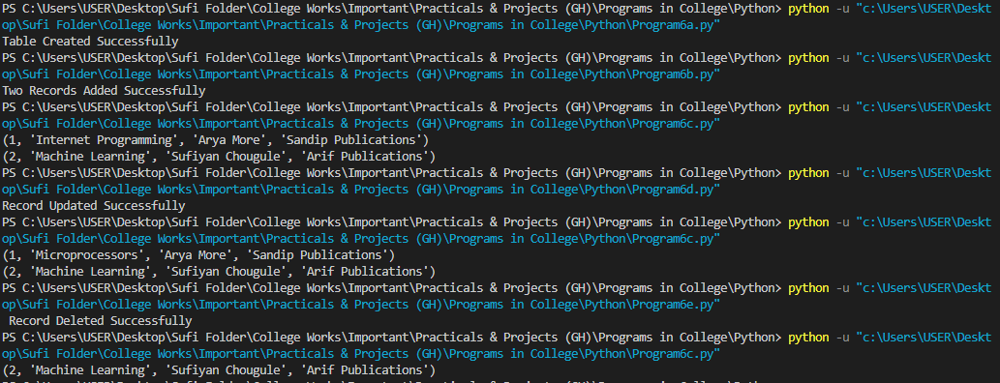 PS C:\Users\USER\Desktop\Sufi Folder\College Works\Important\Practicals & Projects (GH)\Programs in College\Python> python -u "c:\Users\USER\Deskt
op\Sufi Folder\College Works\Important\Practicals & Projects (GH)\Programs in College\Python\Program6a.py"
Table Created Successfully
PS C:\Users\USER\Desktop\Sufi Folder\College Works\Important\Practicals & Projects (GH)\Programs in College\Python> python -u "c:\Users\USER\Deskt
op\Sufi Folder\College Works\Important\Practicals & Projects (GH)\Programs in College\Python\Program6b.py"
Two Records Added Successfully
PS C:\Users\USER\Desktop\Sufi Folder\College Works\Important\Practicals & Projects (GH)\Programs in College\Python> python -u "c:\Users\USER\Deskt
op\Sufi Folder\College Works\Important\Practicals & Projects (GH)\Programs in College\Python\Program6c.py"
(1, 'Internet Programming', 'Arya More', 'Sandip Publications')
(2, 'Machine Learning', 'Sufiyan Chougule', 'Arif Publications')
PS C:\Users\USER\Desktop\Sufi Folder\College Works\Important\Practicals & Projects (GH)\Programs in College\Python> python -u "c:\Users\USER\Deskt
op\Sufi Folder\College Works\Important\Practicals & Projects (GH)\Programs in College\Python\Program6d.py"
Record Updated Successfully
PS C:\Users\USER\Desktop\Sufi Folder\College Works\Important\Practicals & Projects (GH)\Programs in College\Python> python -u "c:\Users\USER\Deskt
op\Sufi Folder\College Works\Important\Practicals & Projects (GH)\Programs in College\Python\Program6c.py"
(1, 'Microprocessors', 'Arya More', 'Sandip Publications')
(2, 'Machine Learning', 'Sufiyan Chougule', 'Arif Publications')
PS C:\Users\USER\Desktop\Sufi Folder\College Works\Important\Practicals & Projects (GH)\Programs in College\Python> python -u "c:\Users\USER\Deskt
op\Sufi Folder\College Works\Important\Practicals & Projects (GH)\Programs in College\Python\Program6e.py"
 Record Deleted Successfully
PS C:\Users\USER\Desktop\Sufi Folder\College Works\Important\Practicals & Projects (GH)\Programs in College\Python> python -u "c:\Users\USER\Deskt
op\Sufi Folder\College Works\Important\Practicals & Projects (GH)\Programs in College\Python\Program6c.py"
(2, 'Machine Learning', 'Sufiyan Chougule', 'Arif Publications')